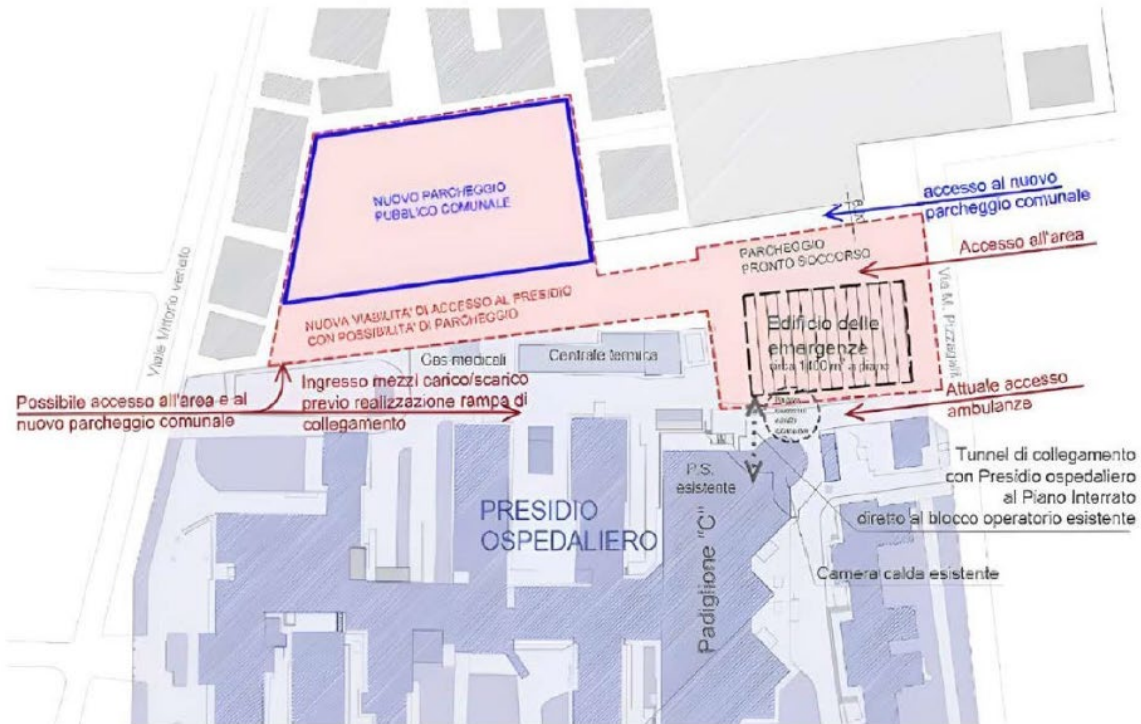 NUOVO PARCHEGGIO
PUBBLICO COMUNALE
accesso al nuovo
parcheggio comunale
PARCHEGGIO
PRONTO SOCCORSO
Accesso all'area
NUOVA VIABILITA' DI ACCESSO AL PRESIDIO
CON POSSIBILITA' DI PARCHEGGIO
Viale Vittorio veneto
Via M. Pizzagalli
Edificio delle
emergenze
circa 1400 m² a piano
Gas medicali
Centrale termica
Possibile accesso all'area e al
nuovo parcheggio comunale
Ingresso mezzi carico/scarico
previo realizzazione rampa di
collegamento
Attuale accesso
ambulanze
P.S.
esistente
Tunnel di collegamento
con Presidio ospedaliero
al Piano Interrato
diretto al blocco operatorio esistente
PRESIDIO
OSPEDALIERO
Padiglione "C"
Camera calda esistente